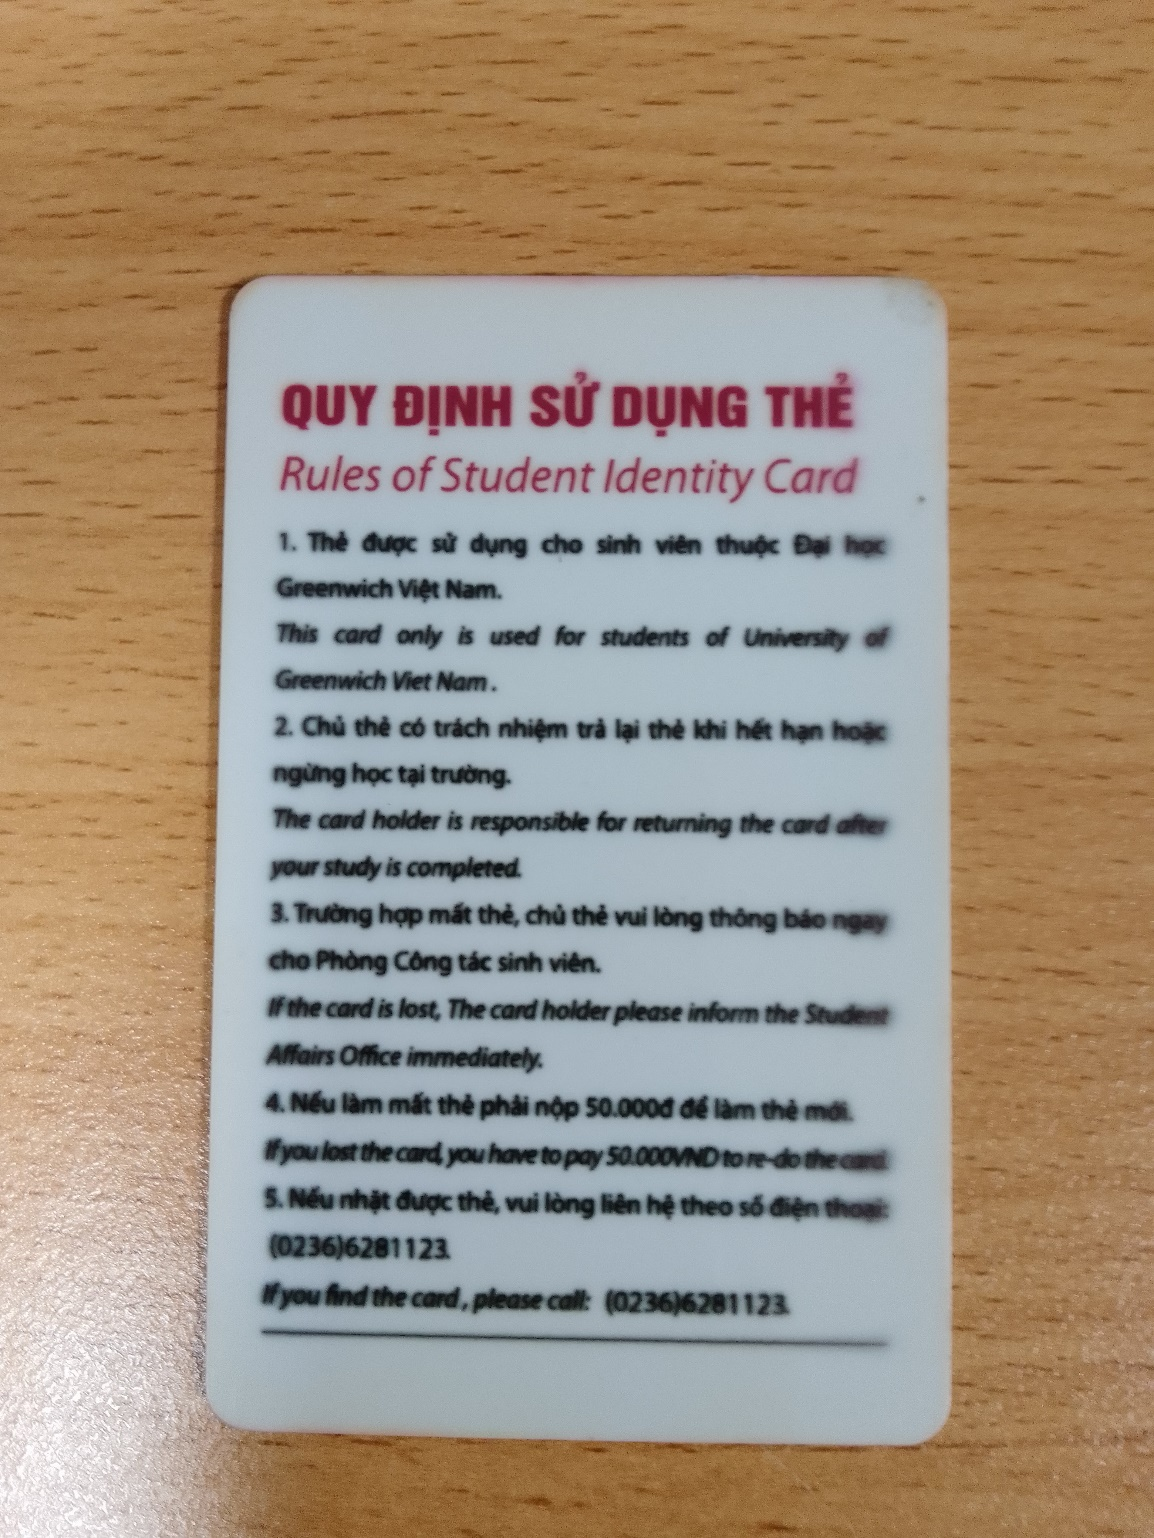 QUY ĐỊNH SỬ DỤNG THẺ
Rules of Student Identity Card
1. Thẻ được sử dụng cho sinh viên thuộc Đại học
Greenwich Việt Nam.
This card only is used for students of University of
Greenwich Viet Nam .
2. Chủ thẻ có trách nhiệm trả lại thẻ khi hết hạn hoặc
ngừng học tại trường.
The card holder is responsible for returning the card after
your study is completed.
3. Trường hợp mất thẻ, chủ thẻ vui lòng thông báo ngay
cho Phòng Công tác sinh viên.
If the card is lost, The card holder please inform the Student
Affairs Office immediately.
4. Nếu làm mất thẻ phải nộp 50.000đ để làm thẻ mới.
If you lost the card, you have to pay 50.000VND to re-do the card.
5. Nếu nhặt được thẻ, vui lòng liên hệ theo số điện thoại:
(0236)6281123.
If you find the card , please call: (0236)6281123.